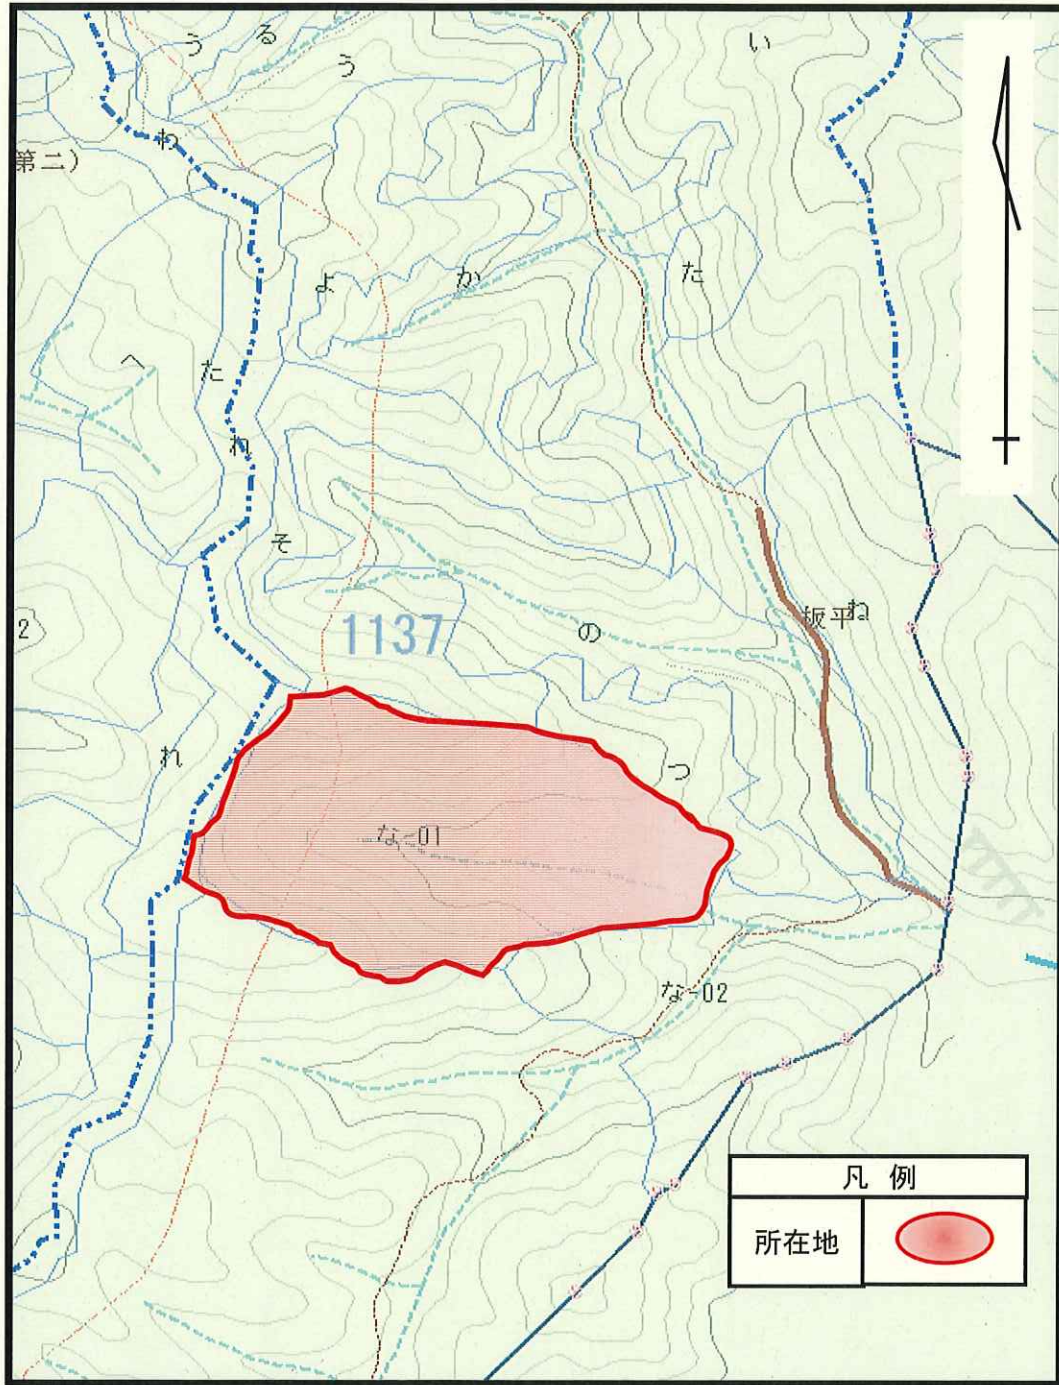 う
る
う
い
わ
第二)
よ
か
た
へ
た
れ
そ
1137
の
板平
ね
2
れ
つ
な-01
な-02
凡 例
所在地